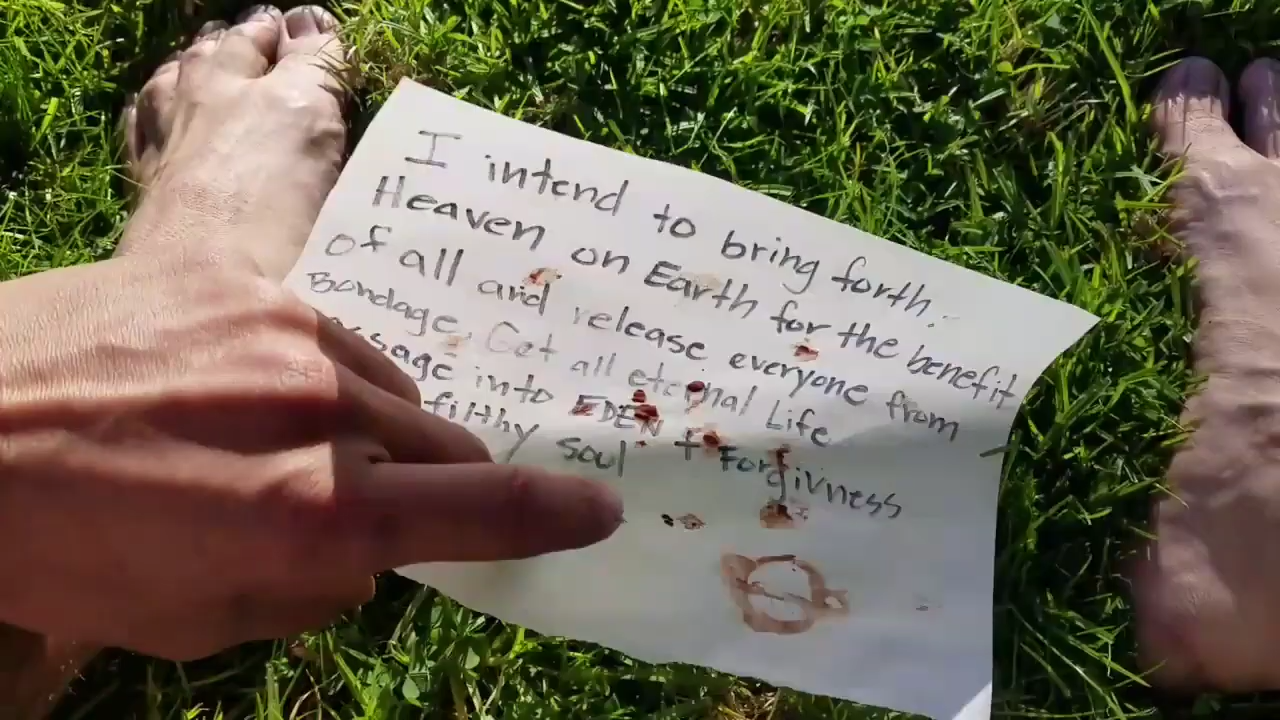 I intend to bring forth
Heaven on Earth for the benefit
of all and release everyone from
Bondage. Get all eternal Life
into EDEN + Forgivness
filthy soul